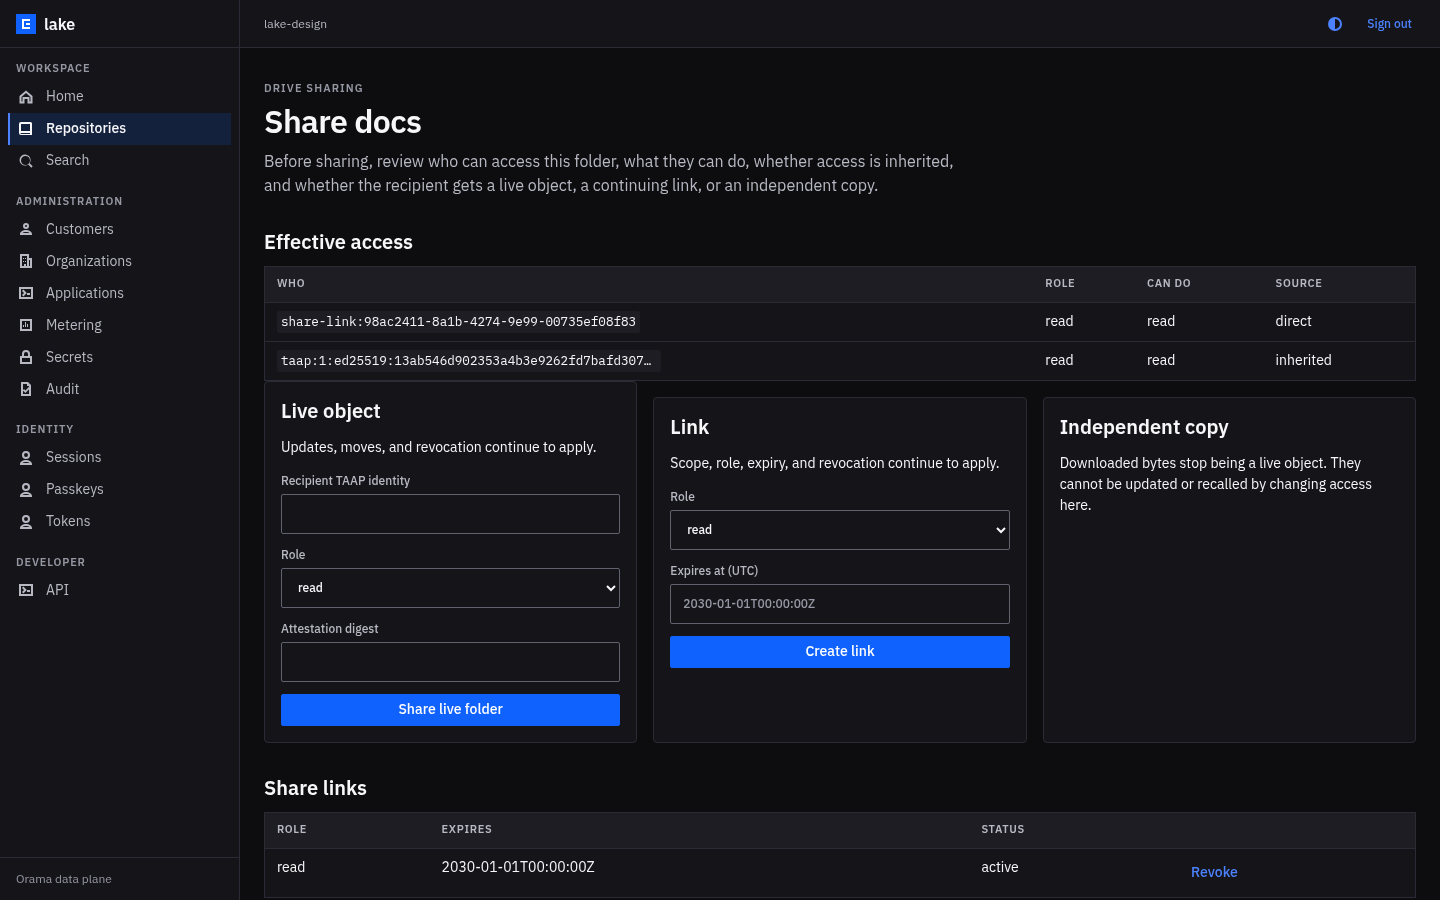 lake
lake-design
Sign out
WORKSPACE
Home
Repositories
Search
ADMINISTRATION
Customers
Organizations
Applications
Metering
Secrets
Audit
IDENTITY
Sessions
Passkeys
Tokens
DEVELOPER
API
Orama data plane
DRIVE SHARING
Share docs
Before sharing, review who can access this folder, what they can do, whether access is inherited,
and whether the recipient gets a live object, a continuing link, or an independent copy.
Effective access
WHO ROLE CAN DO SOURCE
share-link:98ac2411-8a1b-4274-9e99-00735ef08f83 read read direct
taap:1:ed25519:13ab546d902353a4b3e9262fd7bafd307… read read inherited
Live object
Updates, moves, and revocation continue to apply.
Recipient TAAP identity
Role
read
Attestation digest
Share live folder
Link
Scope, role, expiry, and revocation continue to apply.
Role
read
Expires at (UTC)
2030-01-01T00:00:00Z
Create link
Independent copy
Downloaded bytes stop being a live object. They
cannot be updated or recalled by changing access
here.
Share links
ROLE EXPIRES STATUS
read 2030-01-01T00:00:00Z active Revoke